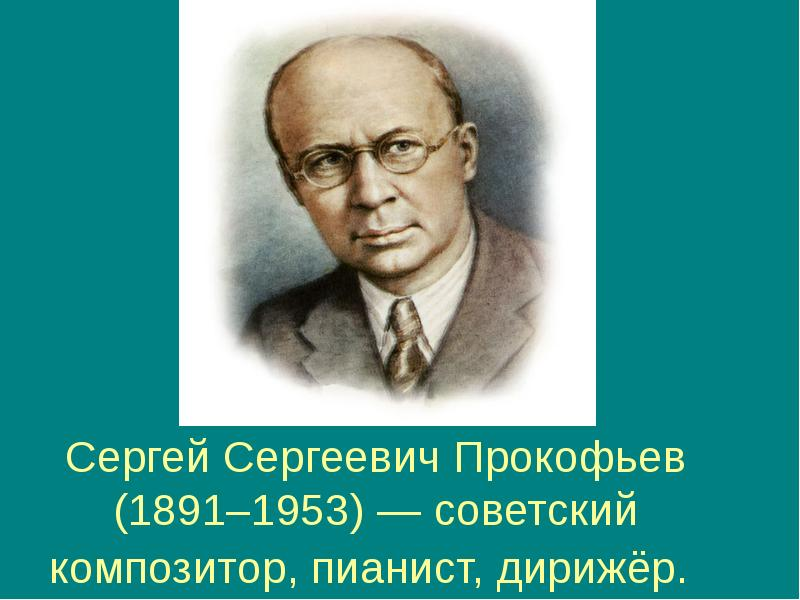 Сергей Сергеевич Прокофьев
(1891–1953) — советский
композитор, пианист, дирижёр.